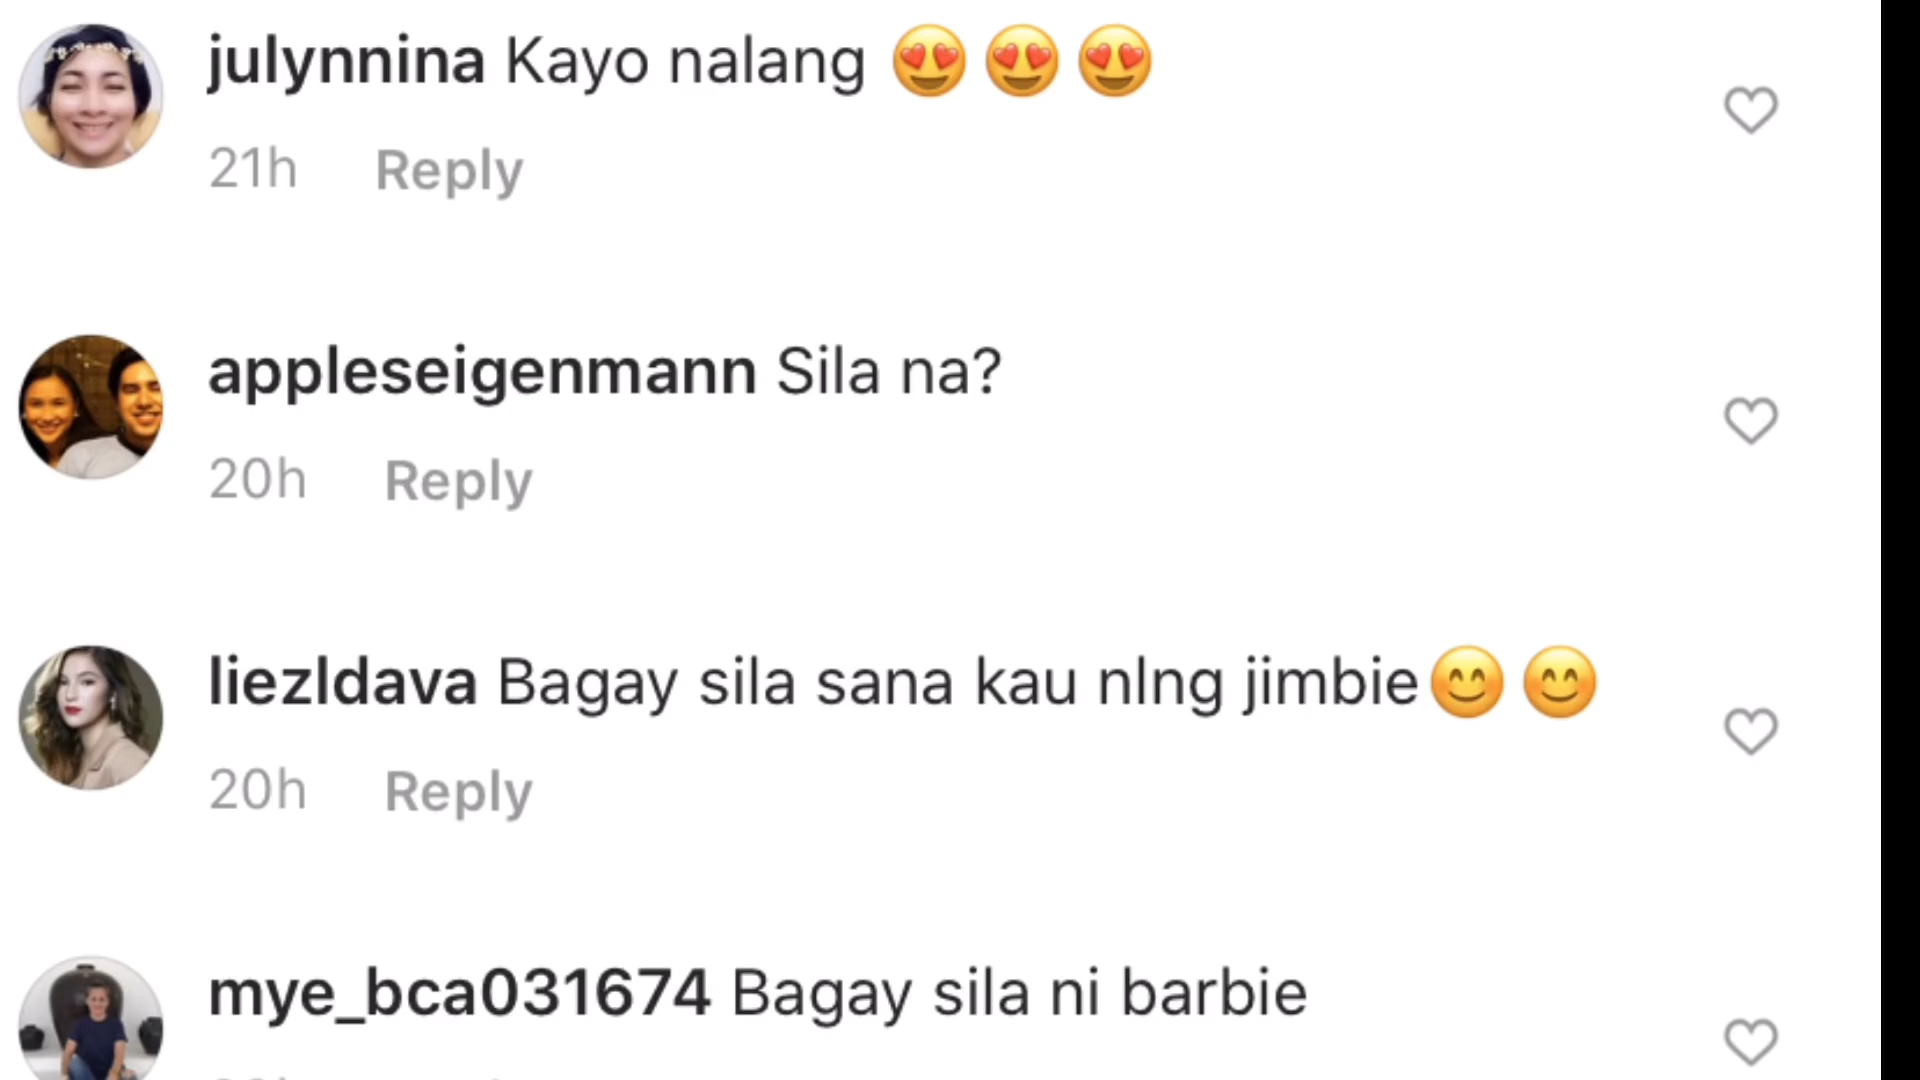 julynnina Kayo nalang 😍😍😍
21h Reply
appleseigenmann Sila na?
20h Reply
liezldava Bagay sila sana kau nlng jimbie😊😊
20h Reply
mye_bca031674 Bagay sila ni barbie